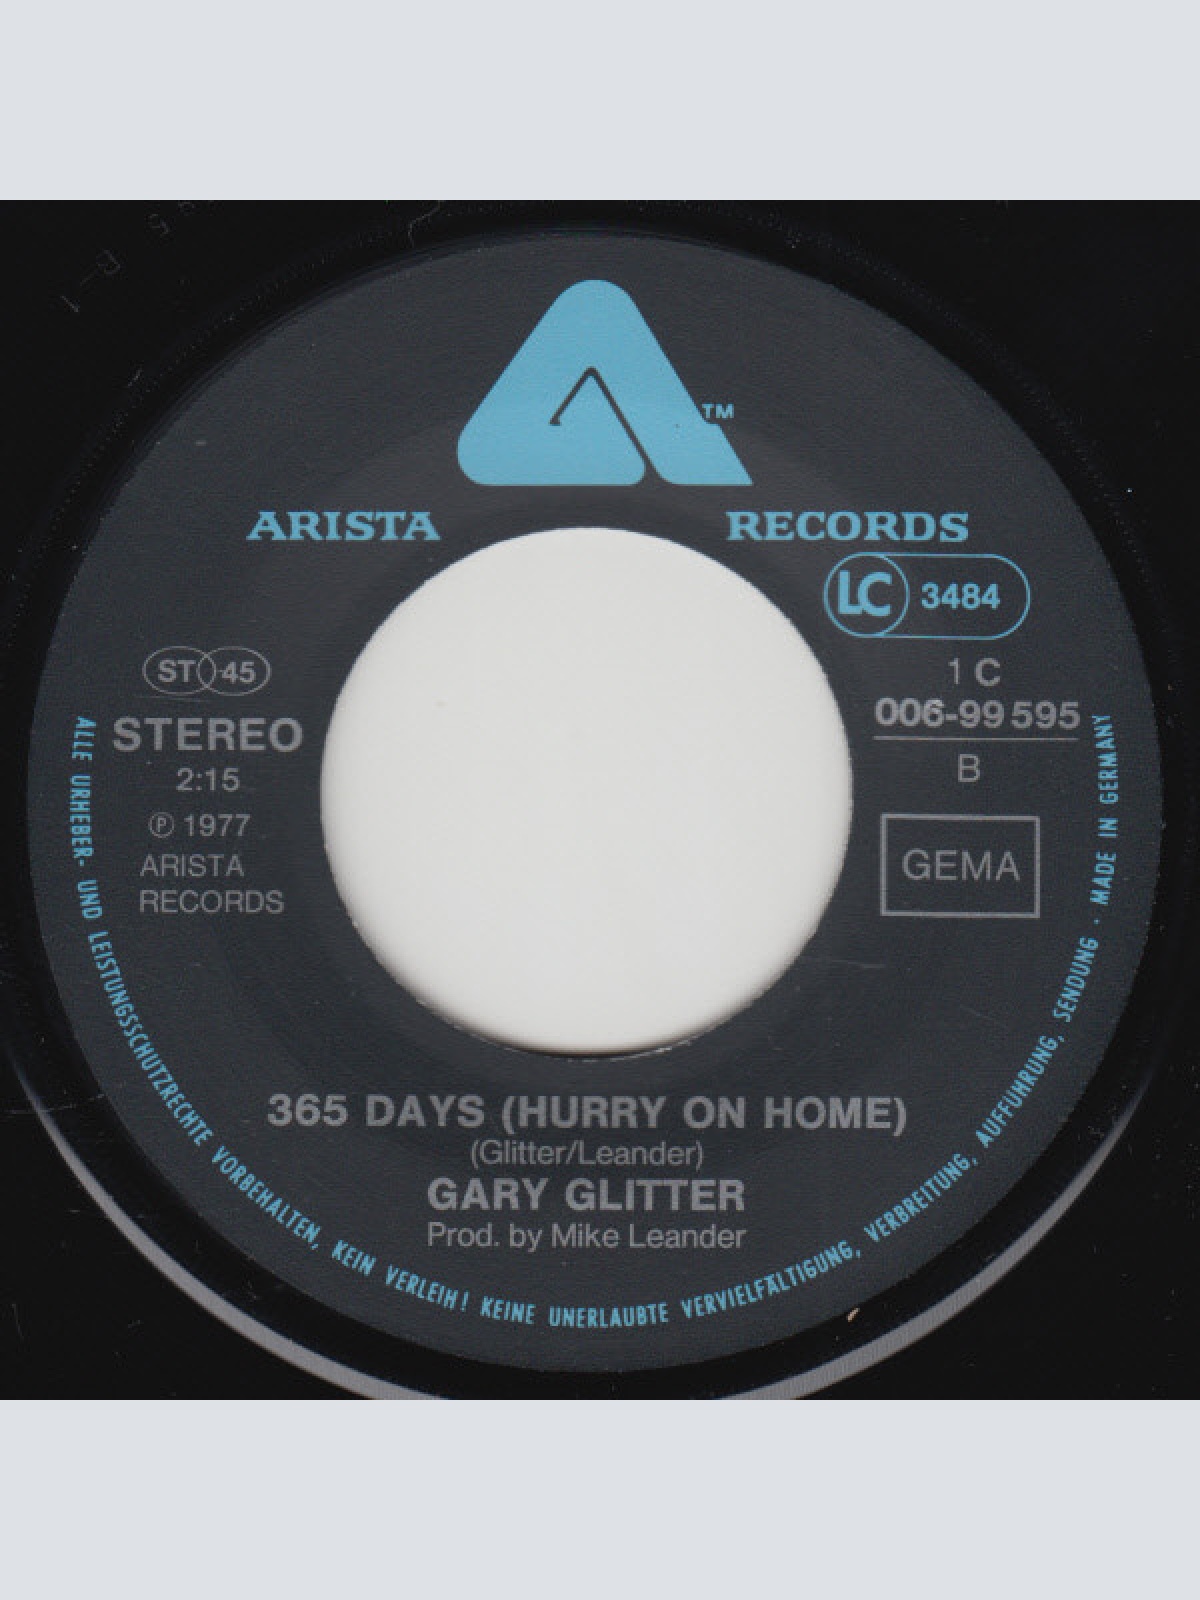 TM
ARISTA RECORDS
LC 3484
ST 45
STEREO
2:15
℗ 1977
ARISTA
RECORDS
1 C
006-99 595
B
GEMA
365 DAYS (HURRY ON HOME)
(Glitter/Leander)
GARY GLITTER
Prod. by Mike Leander
ALLE URHEBER- UND LEISTUNGSSCHUTZRECHTE VORBEHALTEN, KEIN VERLEIH! KEINE UNERLAUBTE VERVIELFÄLTIGUNG, VERBREITUNG, AUFFÜHRUNG, SENDUNG · MADE IN GERMANY